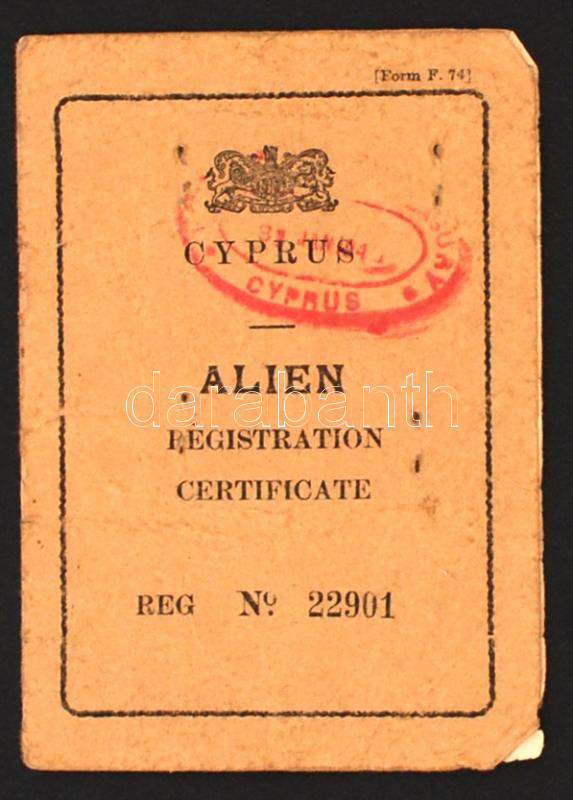 [Form F. 74]
CYPRUS
CYPRUS
ALIEN
darabanth
REGISTRATION
CERTIFICATE
REG Nº 22901